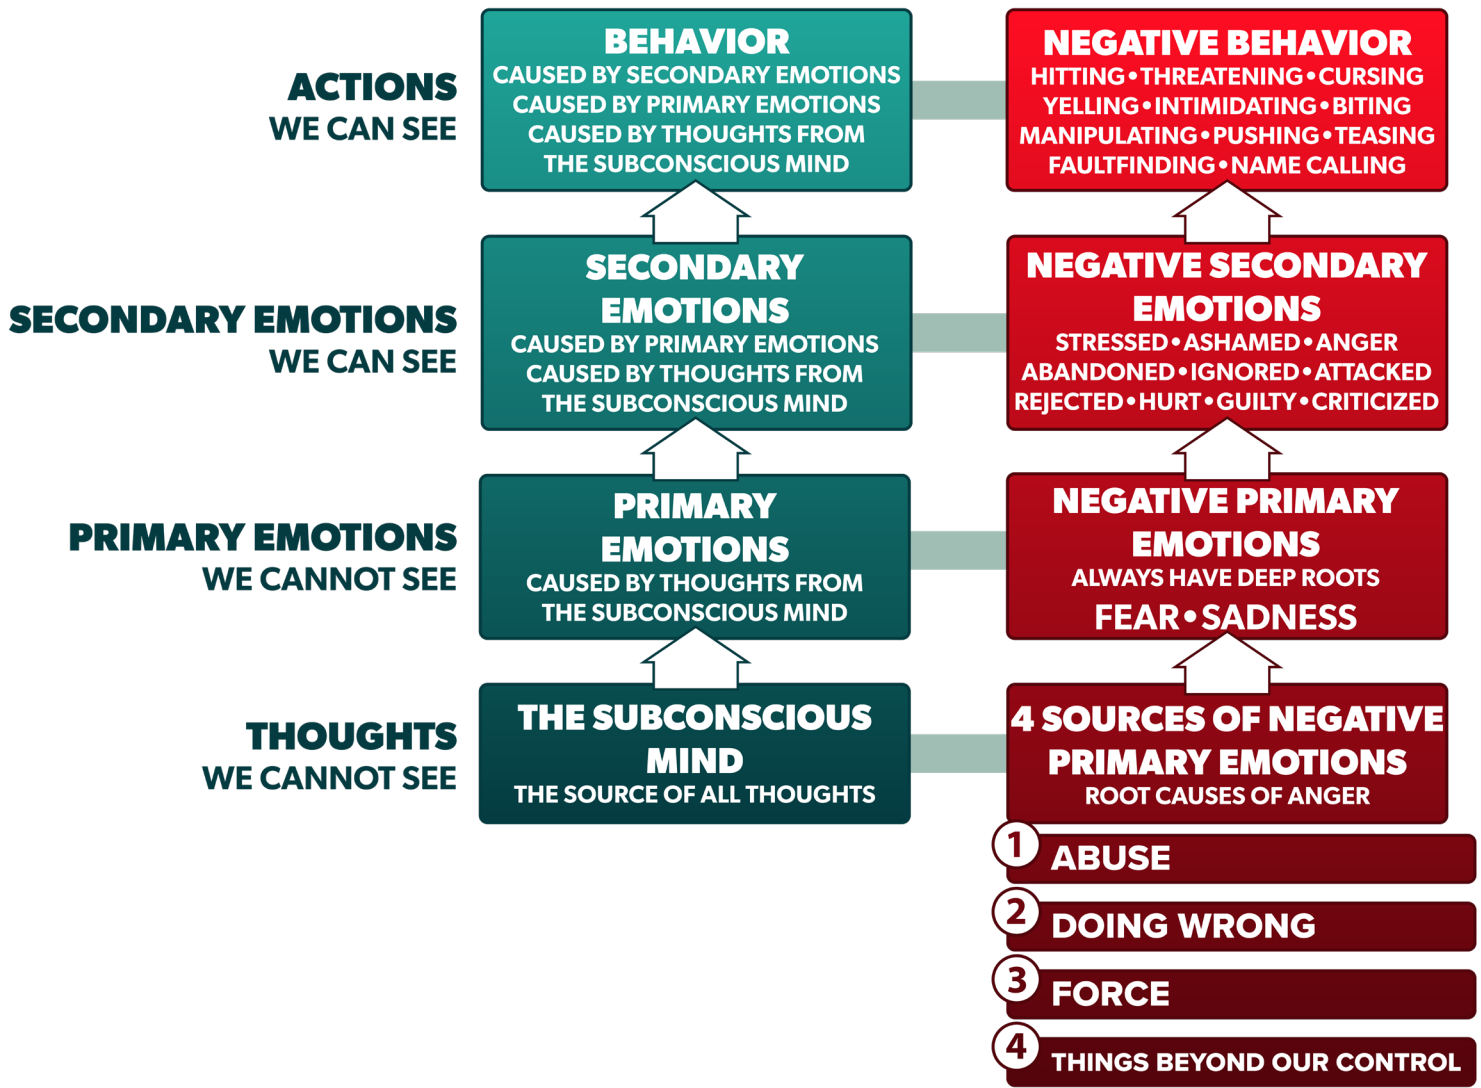 ACTIONS
WE CAN SEE
BEHAVIOR
CAUSED BY SECONDARY EMOTIONS
CAUSED BY PRIMARY EMOTIONS
CAUSED BY THOUGHTS FROM
THE SUBCONSCIOUS MIND
NEGATIVE BEHAVIOR
HITTING•THREATENING•CURSING
YELLING•INTIMIDATING•BITING
MANIPULATING•PUSHING•TEASING
FAULTFINDING•NAME CALLING
SECONDARY EMOTIONS
WE CAN SEE
SECONDARY
EMOTIONS
CAUSED BY PRIMARY EMOTIONS
CAUSED BY THOUGHTS FROM
THE SUBCONSCIOUS MIND
NEGATIVE SECONDARY
EMOTIONS
STRESSED•ASHAMED•ANGER
ABANDONED•IGNORED•ATTACKED
REJECTED•HURT•GUILTY•CRITICIZED
PRIMARY EMOTIONS
WE CANNOT SEE
PRIMARY
EMOTIONS
CAUSED BY THOUGHTS FROM
THE SUBCONSCIOUS MIND
NEGATIVE PRIMARY
EMOTIONS
ALWAYS HAVE DEEP ROOTS
FEAR•SADNESS
THOUGHTS
WE CANNOT SEE
THE SUBCONSCIOUS
MIND
THE SOURCE OF ALL THOUGHTS
4 SOURCES OF NEGATIVE
PRIMARY EMOTIONS
ROOT CAUSES OF ANGER
1 ABUSE
2 DOING WRONG
3 FORCE
4 THINGS BEYOND OUR CONTROL